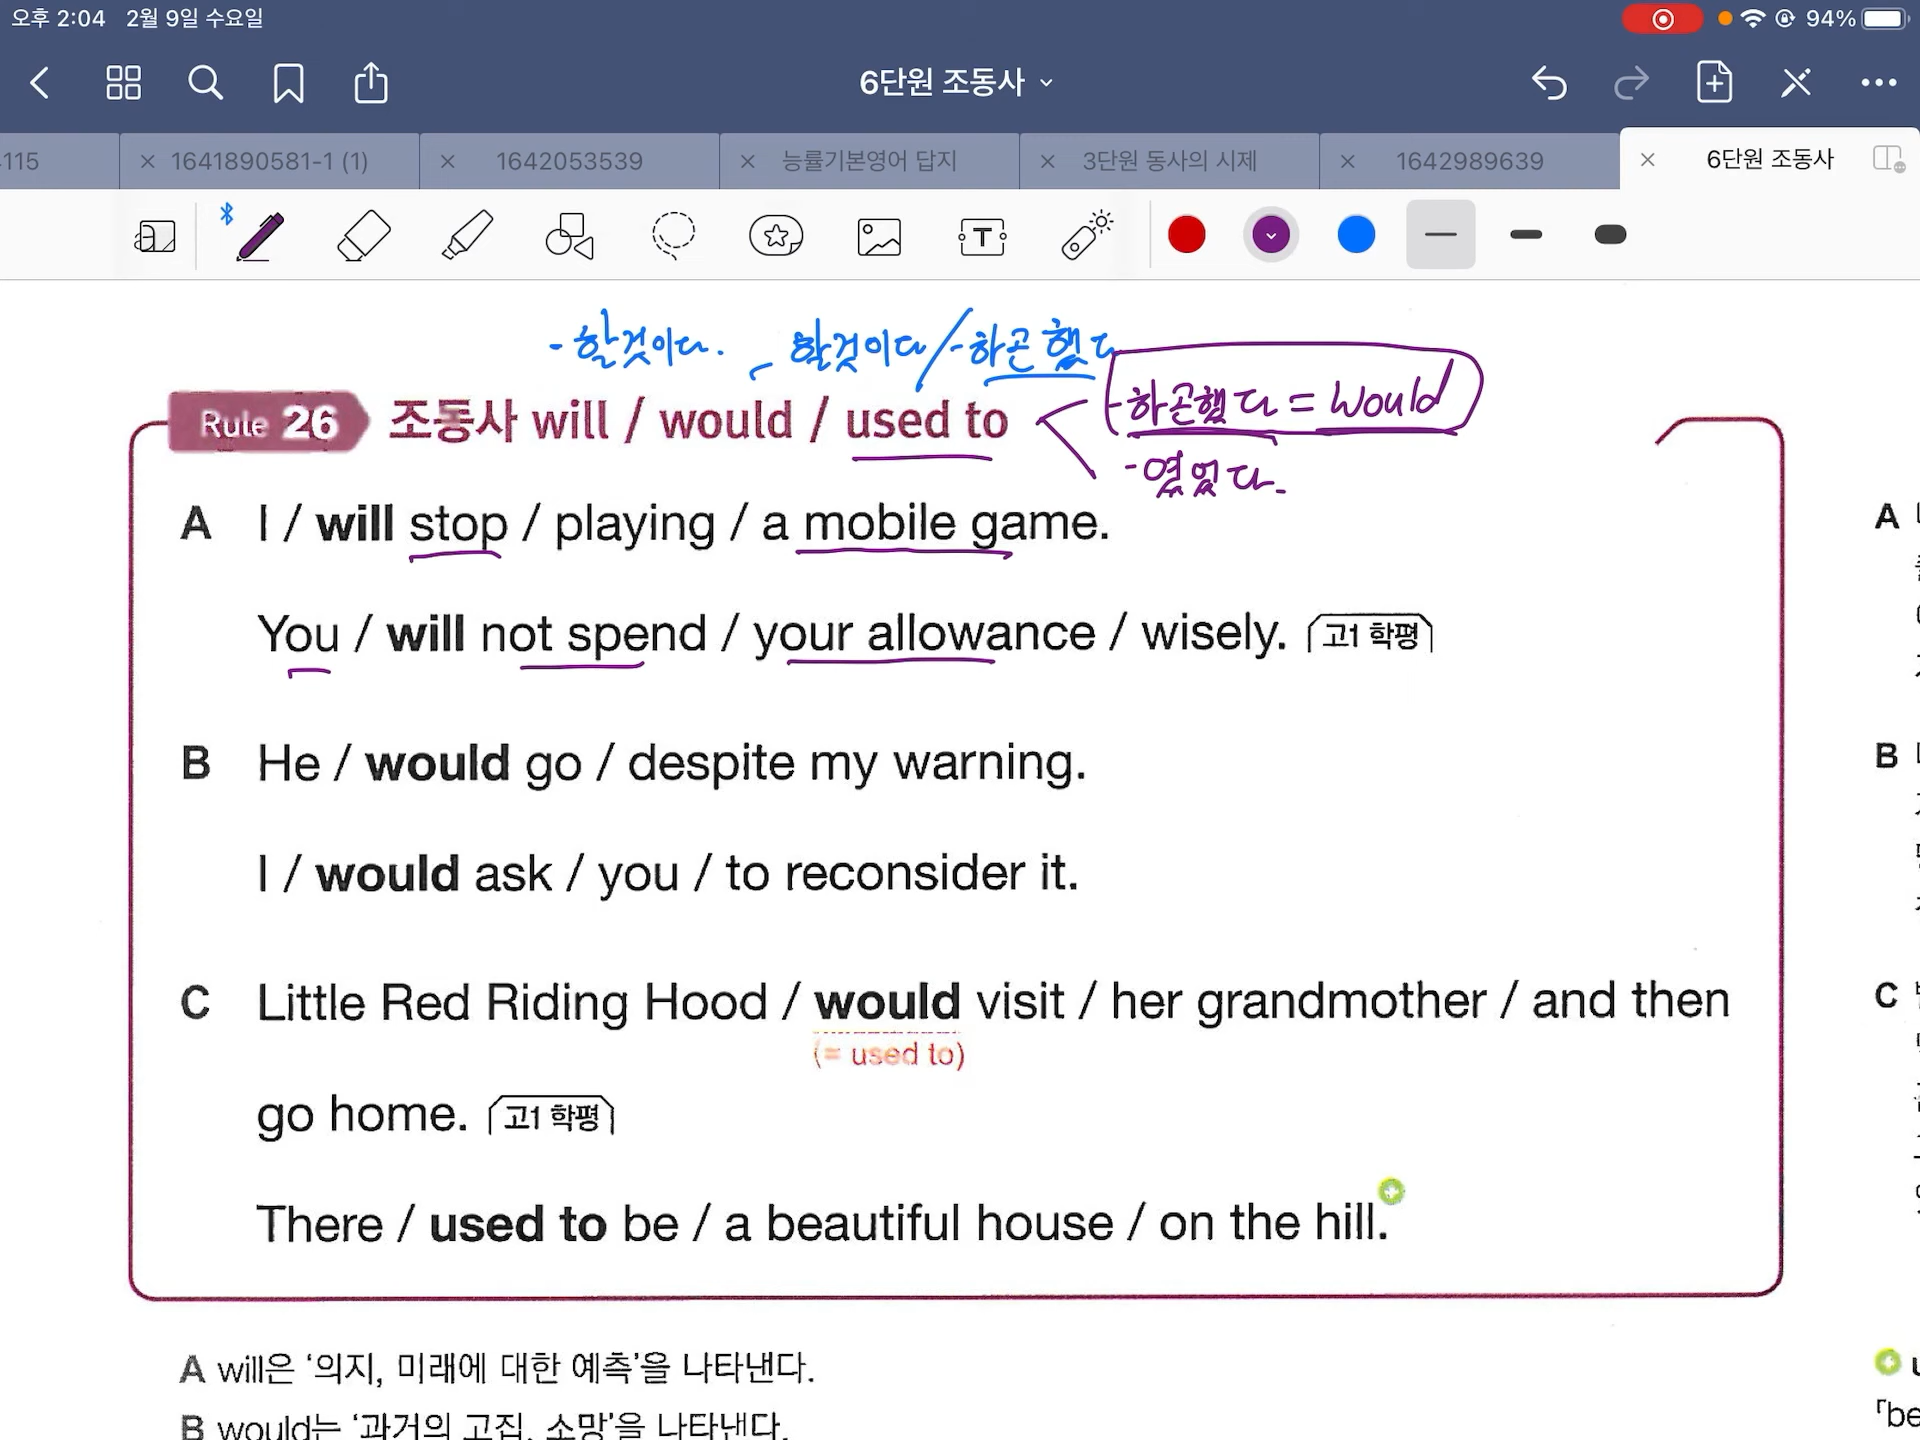 오후 2:04 2월 9일 수요일 94%
6단원 조동사
115 1641890581-1 (1) 1642053539 능률기본영어 답지 3단원 동사의 시제 1642989639 6단원 조동사
-할것이다. 할것이다/-하곤 했다
-하곤했다 = would
Rule 26 조동사 will / would / used to
-였었다.
A I / will stop / playing / a mobile game.
You / will not spend / your allowance / wisely. 고1 학평
B He / would go / despite my warning.
I / would ask / you / to reconsider it.
C Little Red Riding Hood / would visit / her grandmother / and then
(= used to)
go home. 고1 학평
There / used to be / a beautiful house / on the hill.
A will은 ‘의지, 미래에 대한 예측’을 나타낸다.
B would는 ‘과거의 고집, 소망’을 나타낸다.
A
B
C
「be